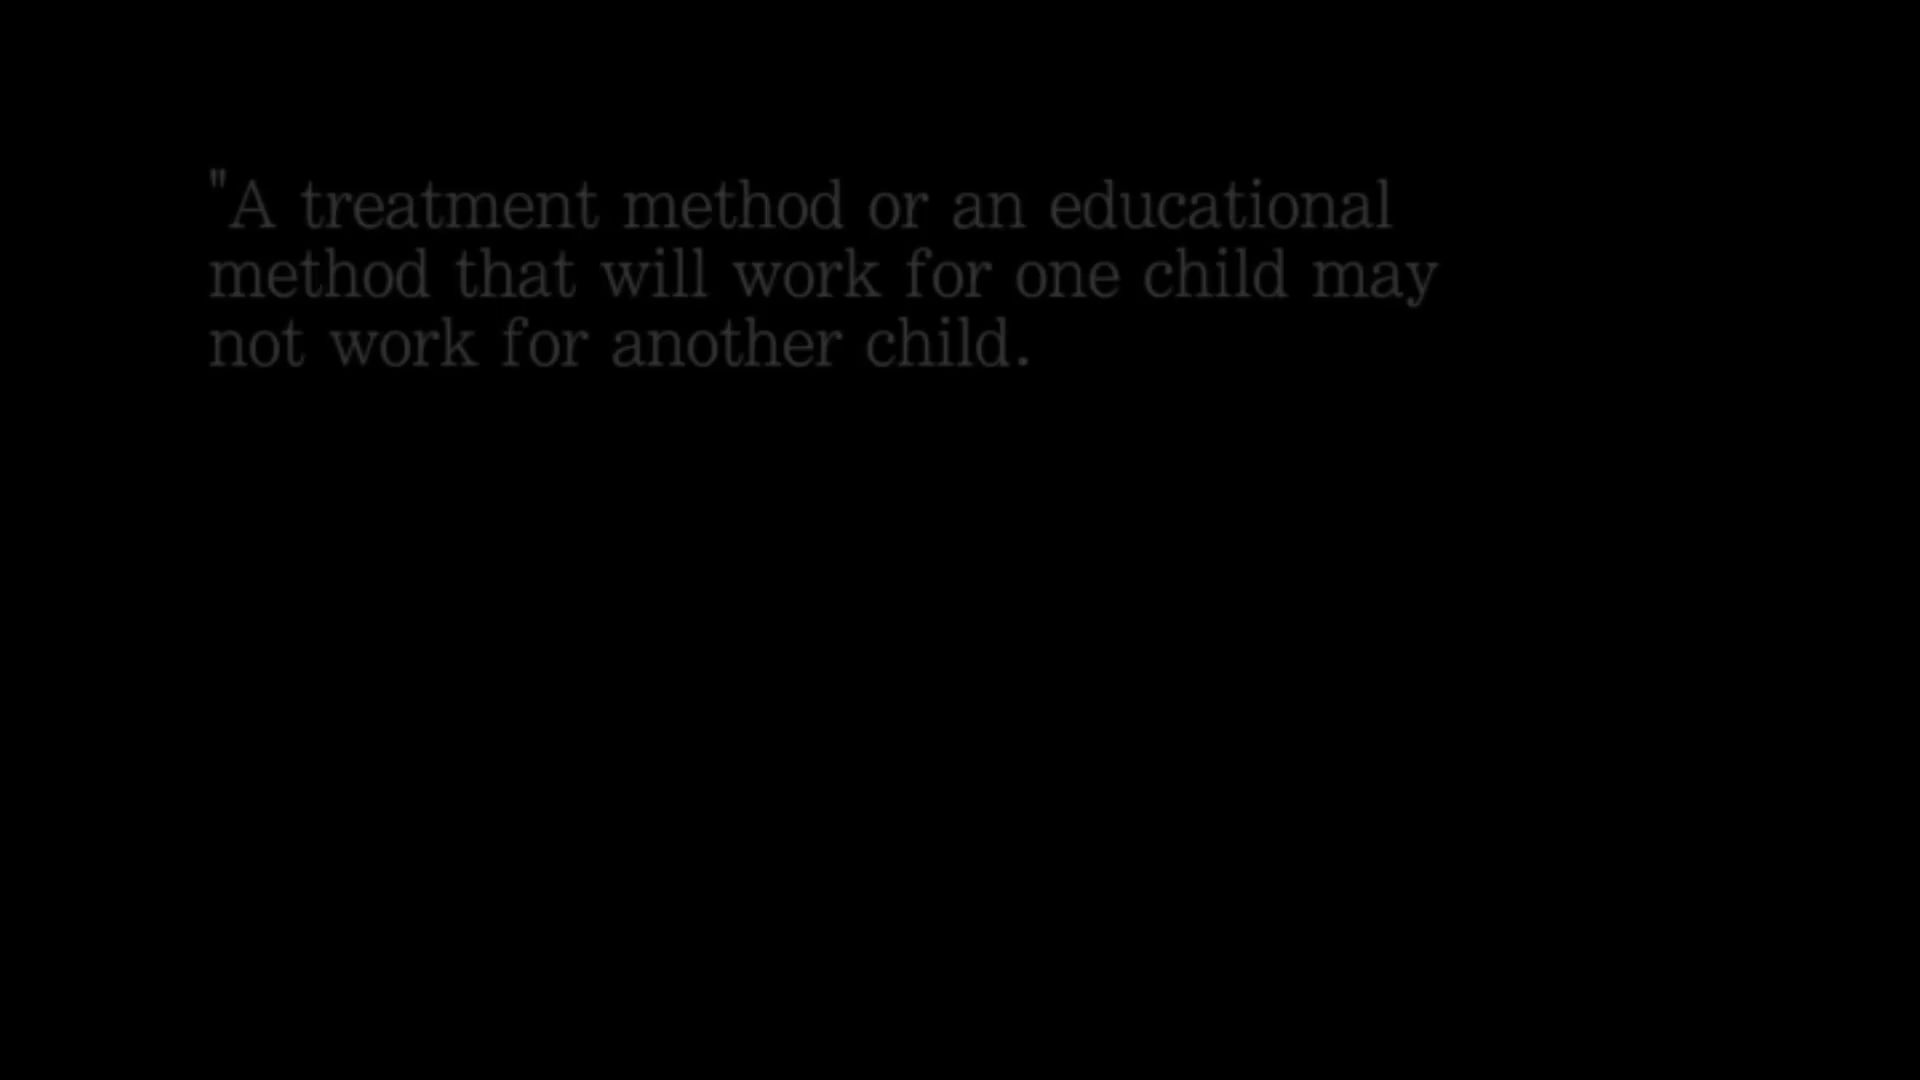 "A treatment method or an educational
method that will work for one child may
not work for another child.